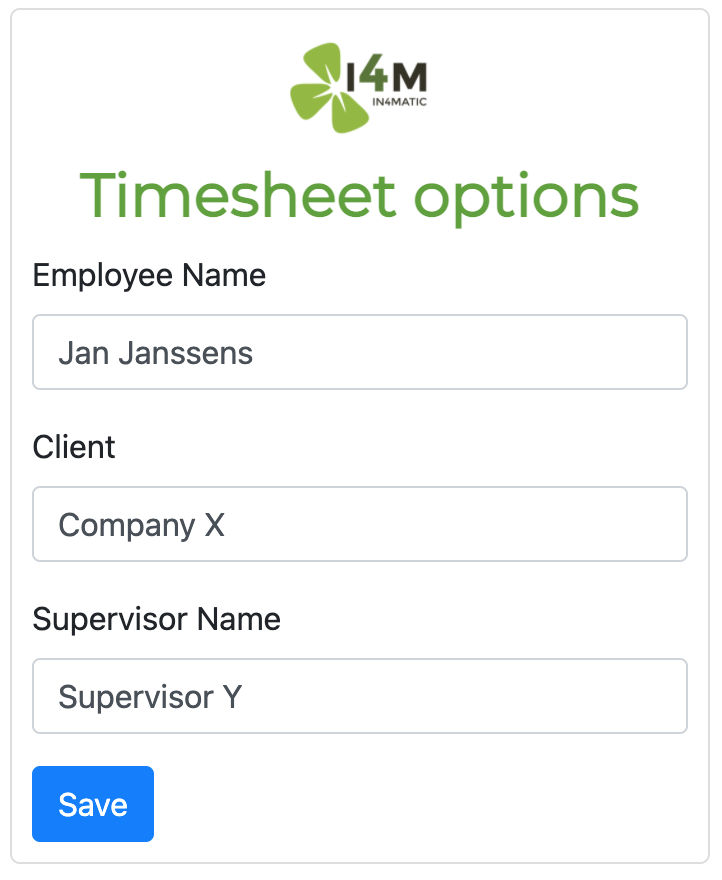 I4M
IN4MATIC
Timesheet options
Employee Name
Jan Janssens
Client
Company X
Supervisor Name
Supervisor Y
Save